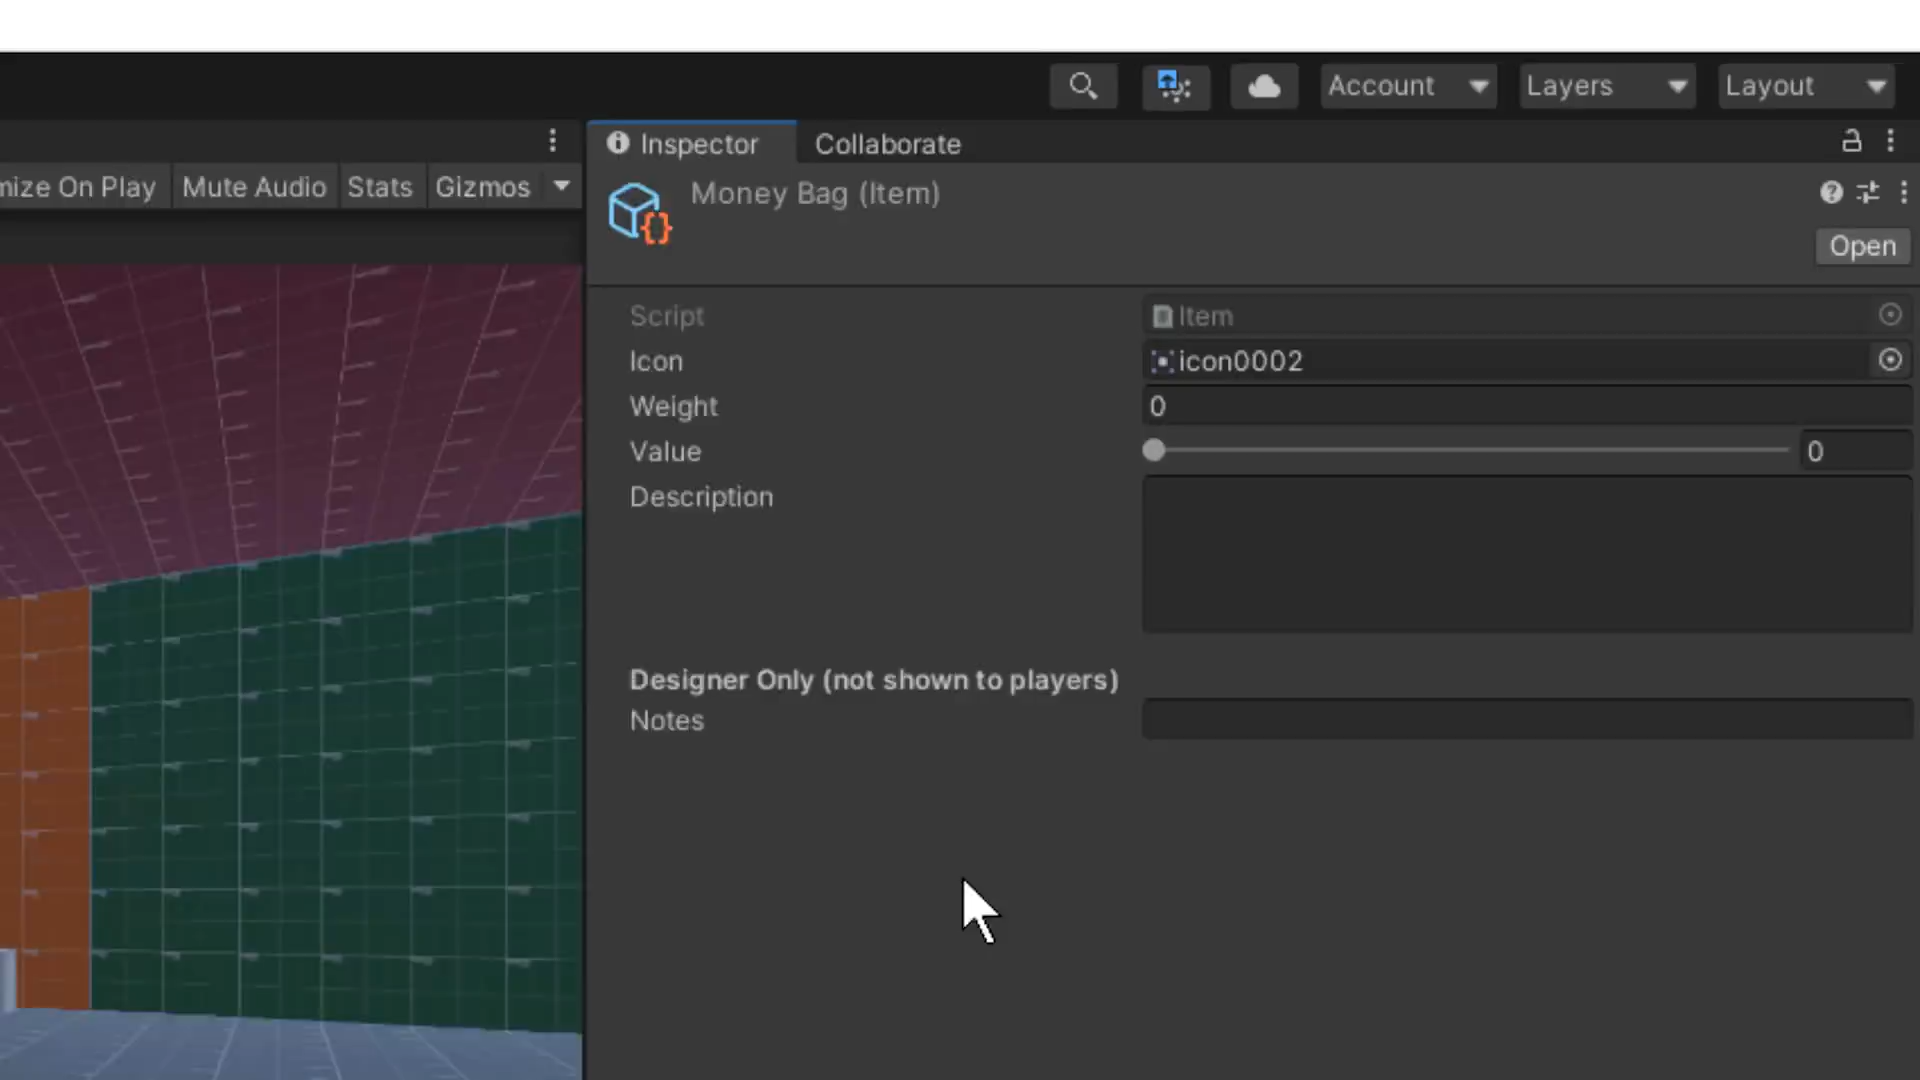 Account
Layers
Layout
Inspector
Collaborate
mize On Play
Mute Audio
Stats
Gizmos
Money Bag (Item)
Open
Script
Item
Icon
icon0002
Weight
0
Value
0
Description
Designer Only (not shown to players)
Notes